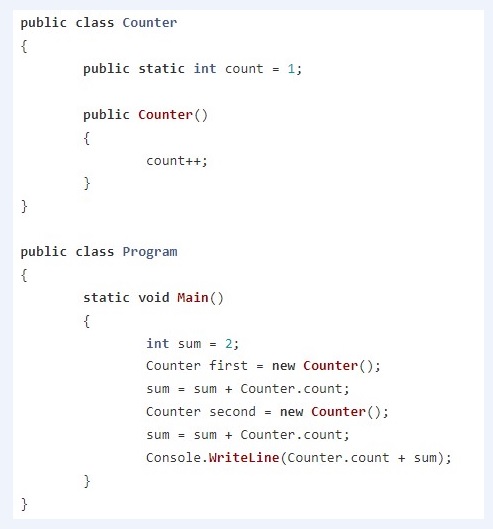 public class Counter
{
public static int count = 1;
public Counter()
{
count++;
}
}
public class Program
{
static void Main()
{
int sum = 2;
Counter first = new Counter();
sum = sum + Counter.count;
Counter second = new Counter();
sum = sum + Counter.count;
Console.WriteLine(Counter.count + sum);
}
}